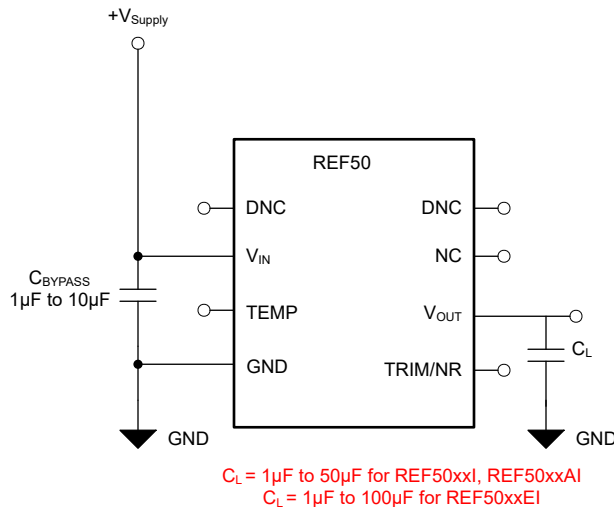 +VSupply
REF50
DNC
DNC
VIN
NC
CBYPASS
1µF to 10µF
TEMP
VOUT
CL
GND
TRIM/NR
GND
GND
CL = 1µF to 50µF for REF50xxI, REF50xxAI
CL = 1µF to 100µF for REF50xxEI